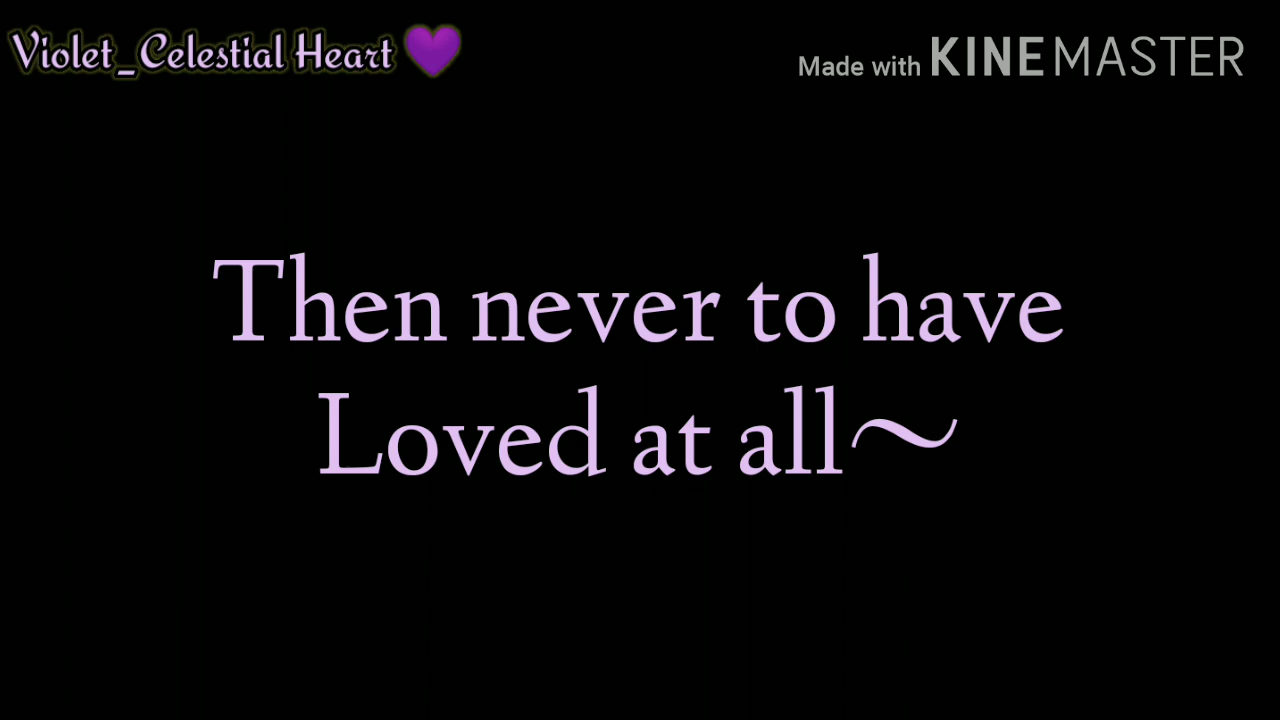 Violet_Celestial Heart 💜
Made with KINEMASTER
Then never to have
Loved at all~